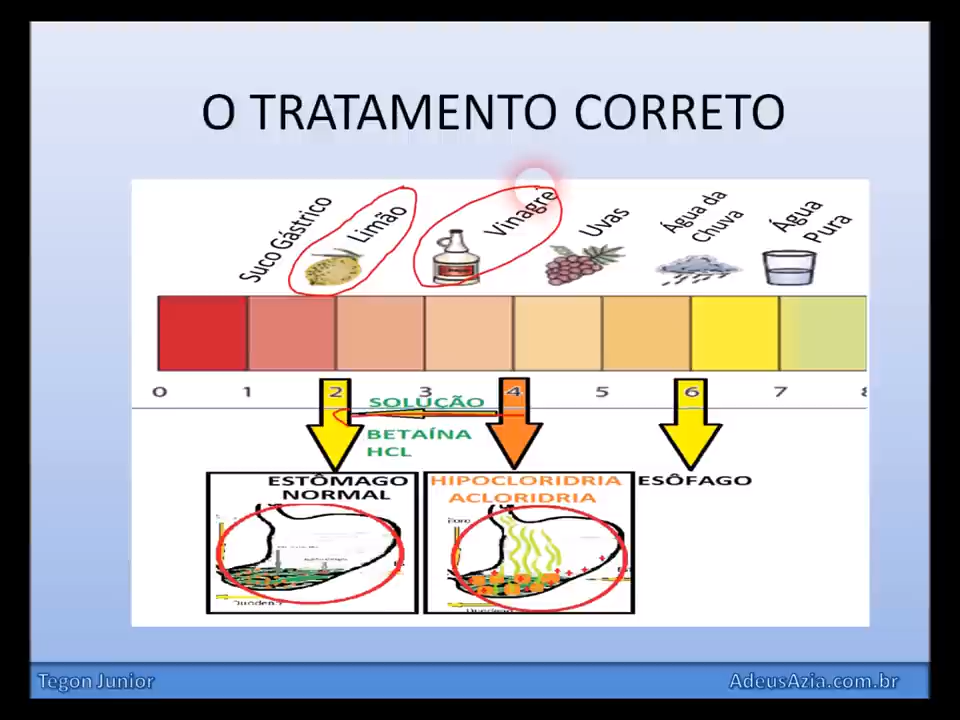 O TRATAMENTO CORRETO
Suco Gástrico
Limão
Vinagre
Uvas
Água da
Chuva
Água
Pura
0 1 2 3 4 5 6 7 8
SOLUÇÃO
BETAÍNA
HCL
ESTÔMAGO
NORMAL
HIPOCLORIDRIA
ACLORIDRIA
ESÔFAGO
Tegon Junior
AdeusAzia.com.br